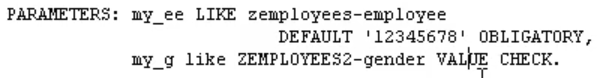 PARAMETERS: my_ee LIKE zemployees-employee
DEFAULT '12345678' OBLIGATORY,
my_g like ZEMPLOYEES2-gender VALUE CHECK.